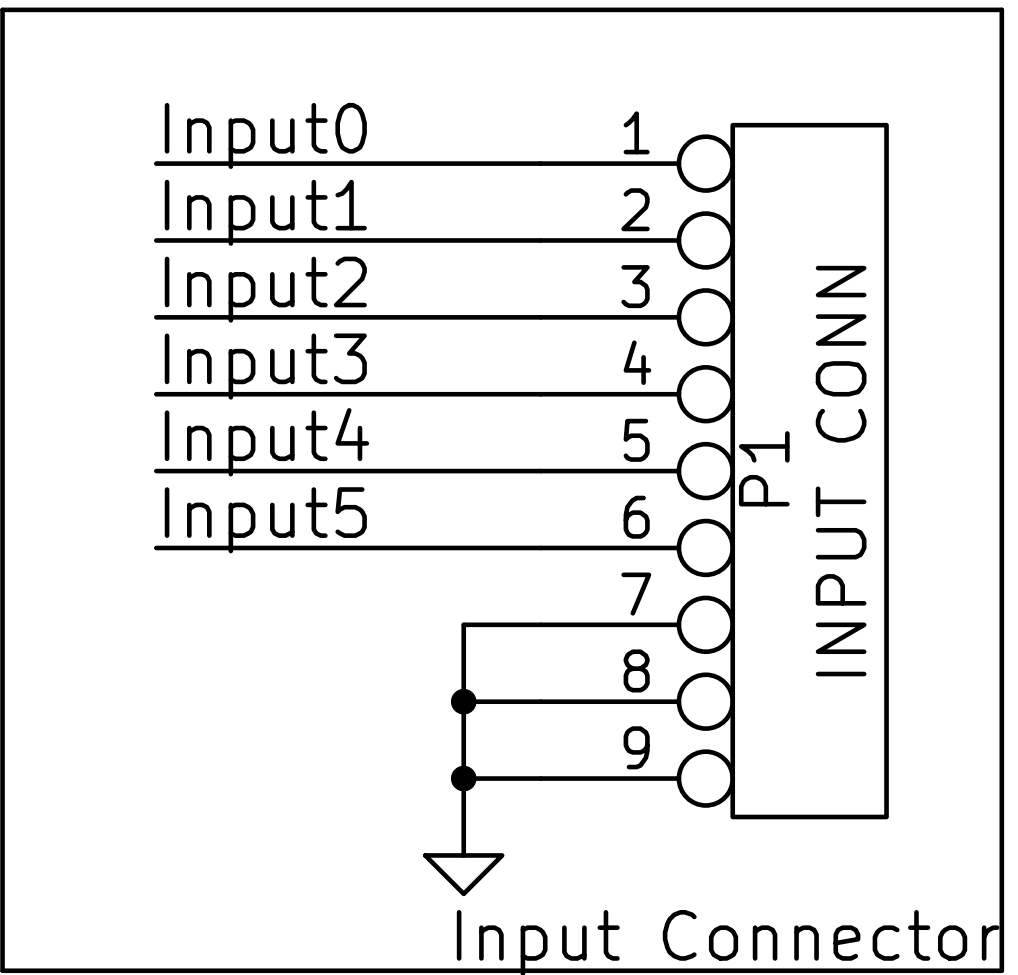 Input0 1
Input1 2
Input2 3
Input3 4
Input4 5
Input5 6
7
8
9
P1
INPUT CONN
Input Connector